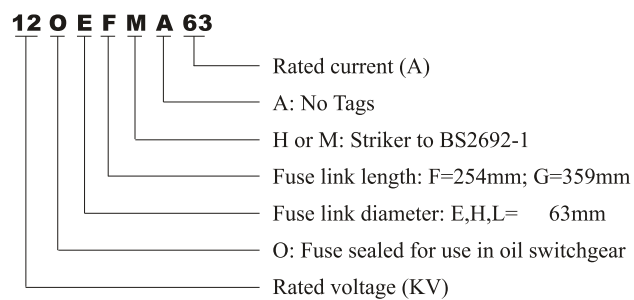 12 O E F M A 63
Rated current (A)
A: No Tags
H or M: Striker to BS2692-1
Fuse link length: F=254mm; G=359mm
Fuse link diameter: E,H,L= 63mm
O: Fuse sealed for use in oil switchgear
Rated voltage (KV)